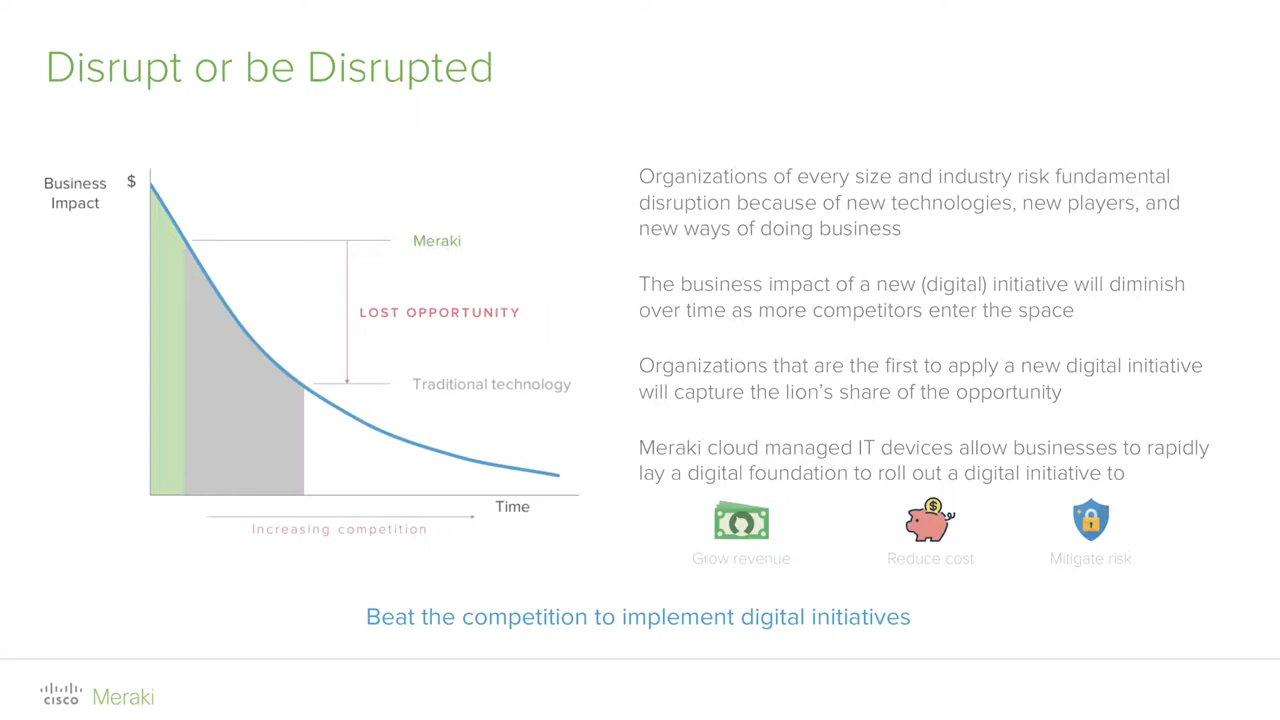 Disrupt or be Disrupted
Business
Impact
$
Meraki
LOST OPPORTUNITY
Traditional technology
Time
Increasing competition
Organizations of every size and industry risk fundamental
disruption because of new technologies, new players, and
new ways of doing business
The business impact of a new (digital) initiative will diminish
over time as more competitors enter the space
Organizations that are the first to apply a new digital initiative
will capture the lion’s share of the opportunity
Meraki cloud managed IT devices allow businesses to rapidly
lay a digital foundation to roll out a digital initiative to
$
Grow revenue
Reduce cost
Mitigate risk
Beat the competition to implement digital initiatives
CISCO Meraki